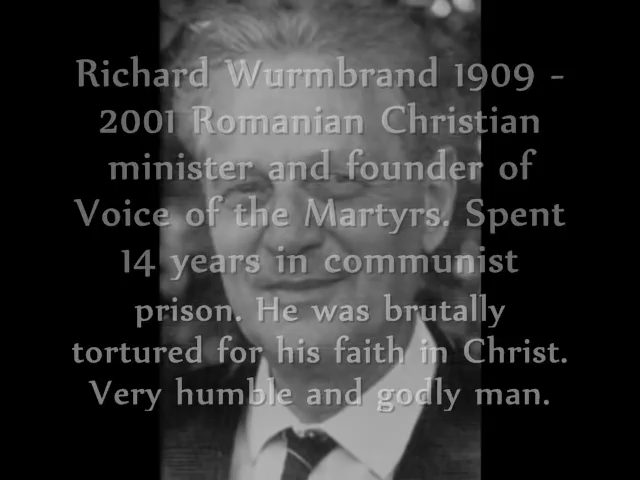 Richard Wurmbrand 1909 -
2001 Romanian Christian
minister and founder of
Voice of the Martyrs. Spent
14 years in communist
prison. He was brutally
tortured for his faith in Christ.
Very humble and godly man.